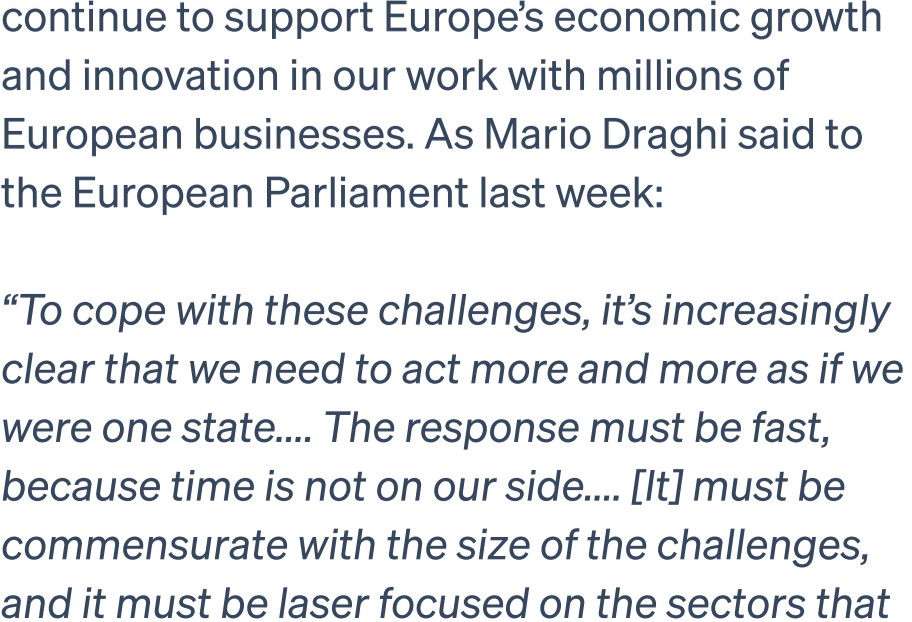 continue to support Europe’s economic growth
and innovation in our work with millions of
European businesses. As Mario Draghi said to
the European Parliament last week:
“To cope with these challenges, it’s increasingly
clear that we need to act more and more as if we
were one state.... The response must be fast,
because time is not on our side.... [It] must be
commensurate with the size of the challenges,
and it must be laser focused on the sectors that